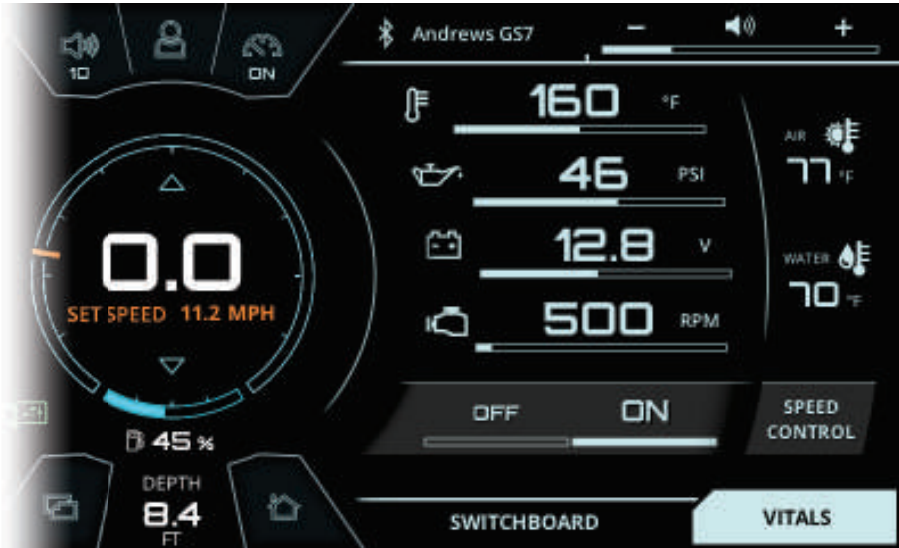 10
ON
Andrews GS7
- +
160 °F
46 PSI
12.8 V
500 RPM
AIR
77 °F
WATER
70 °F
0.0
SET SPEED 11.2 MPH
45 %
DEPTH
8.4
FT
OFF ON
SPEED
CONTROL
SWITCHBOARD
VITALS